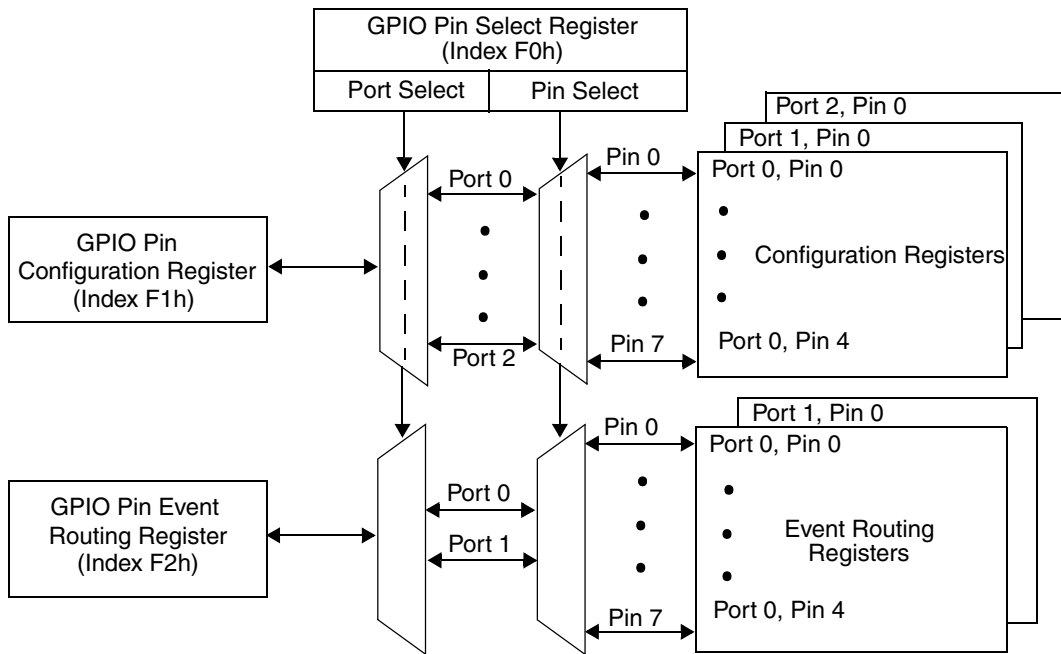 GPIO Pin Select Register
(Index F0h)
Port Select
Pin Select
Port 2, Pin 0
Port 1, Pin 0
Port 0, Pin 0
Pin 0
Port 0
GPIO Pin
Configuration Register
(Index F1h)
Configuration Registers
Port 2
Pin 7
Port 0, Pin 4
Port 1, Pin 0
Pin 0
Port 0, Pin 0
GPIO Pin Event
Routing Register
(Index F2h)
Port 0
Port 1
Event Routing
Registers
Pin 7
Port 0, Pin 4